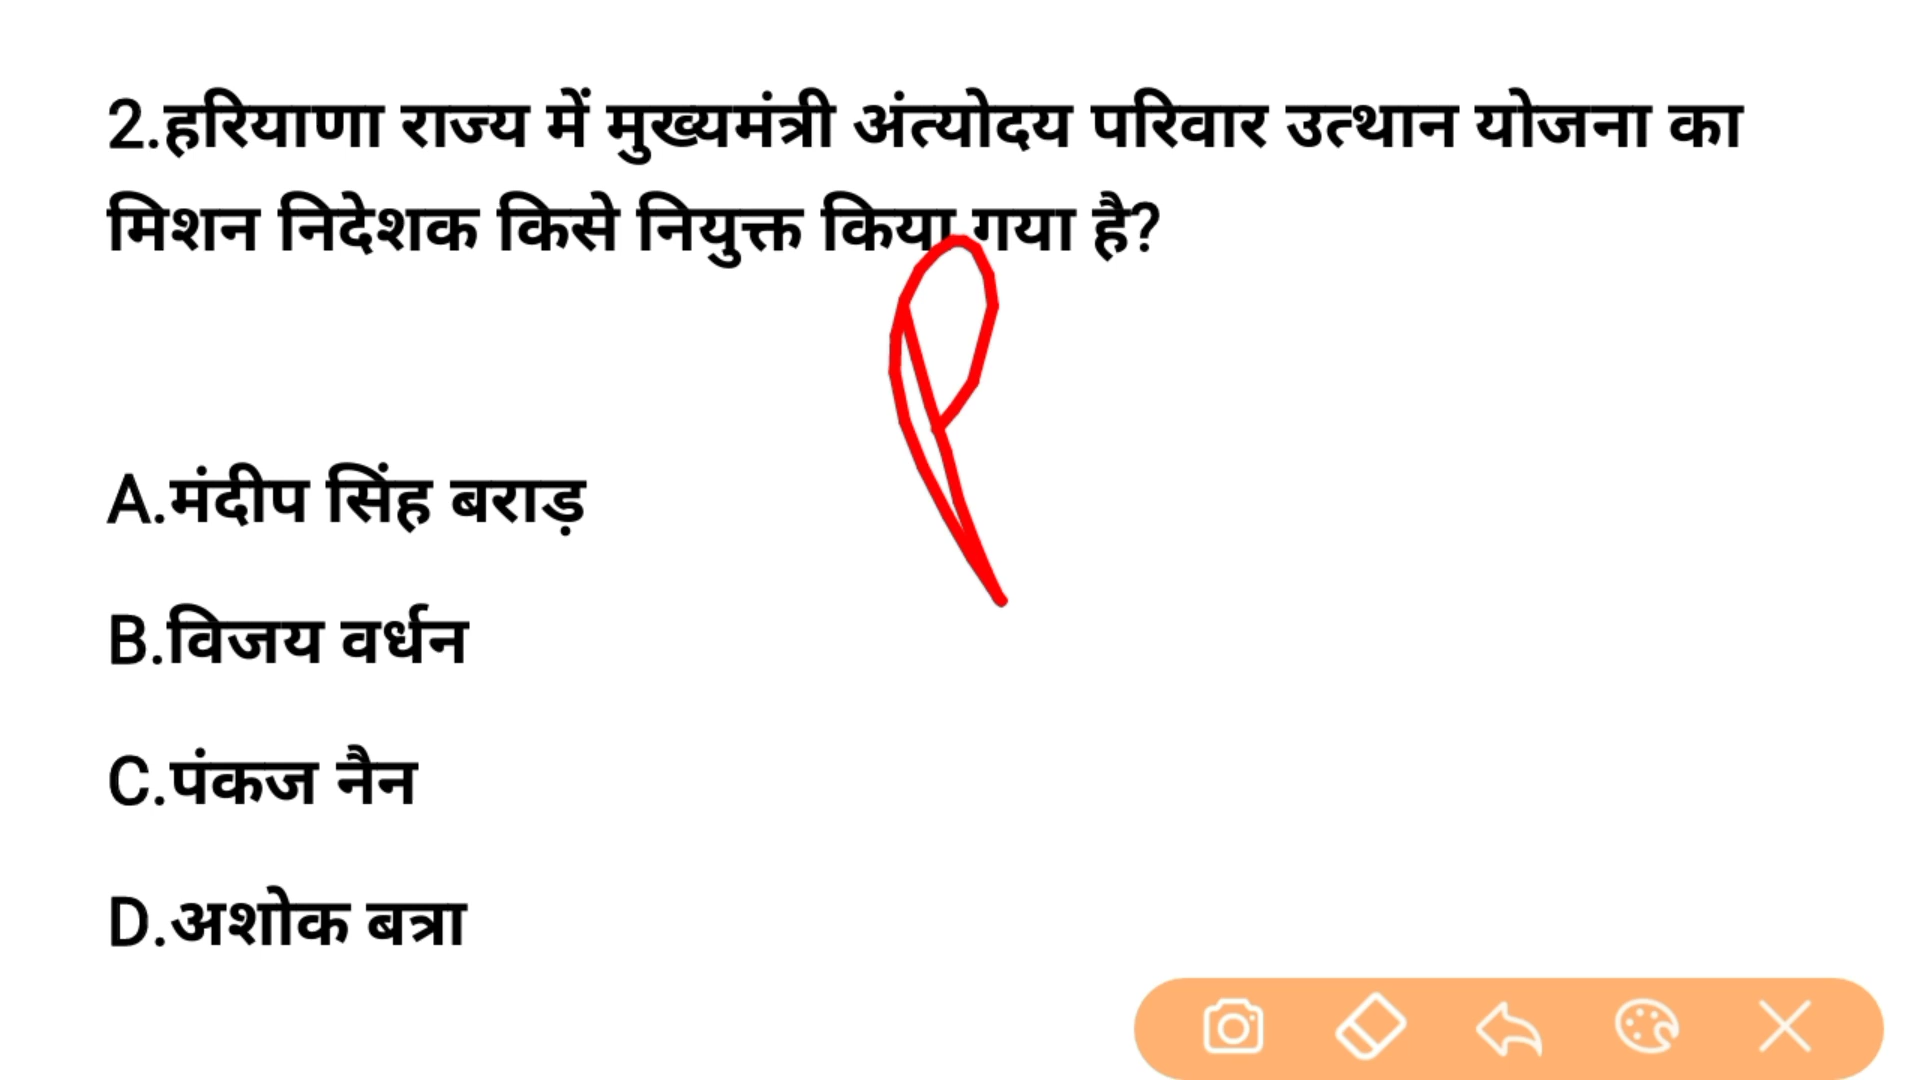 2.हरियाणा राज्य में मुख्यमंत्री अंत्योदय परिवार उत्थान योजना का
मिशन निदेशक किसे नियुक्त किया गया है?
A.मंदीप सिंह बराड़
B.विजय वर्धन
C.पंकज नैन
D.अशोक बत्रा